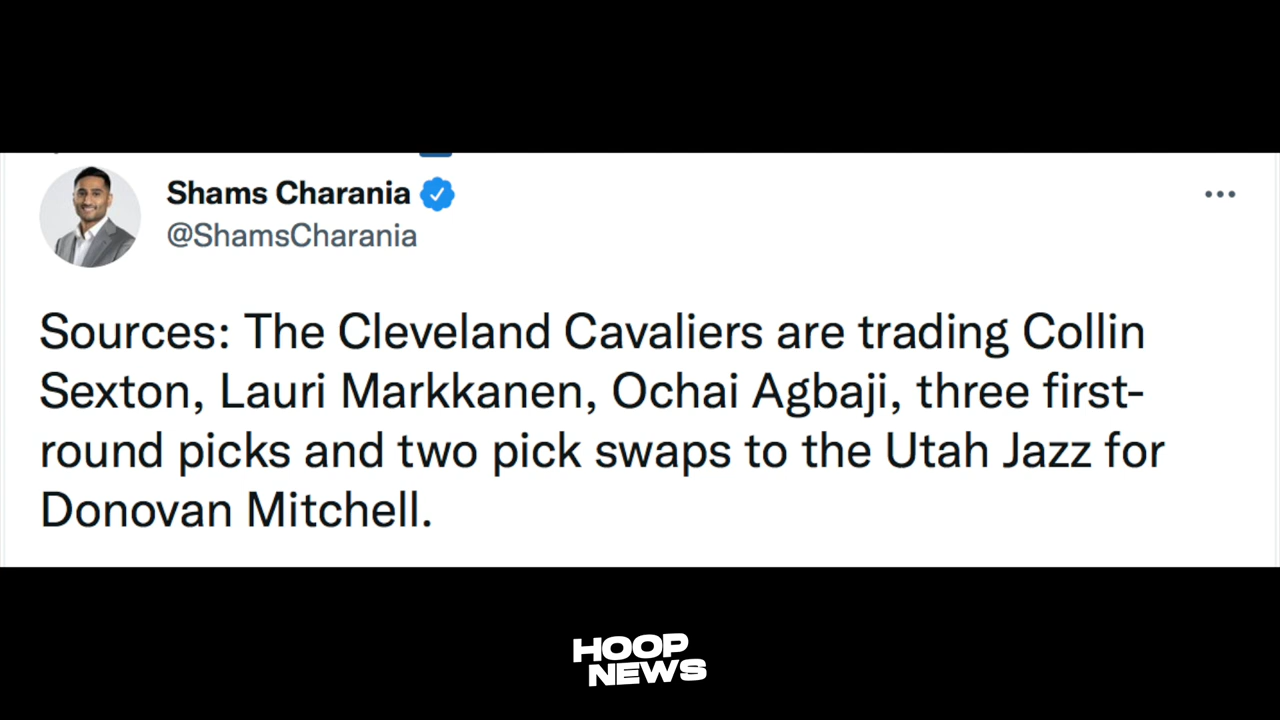 Shams Charania
@ShamsCharania
Sources: The Cleveland Cavaliers are trading Collin
Sexton, Lauri Markkanen, Ochai Agbaji, three first-
round picks and two pick swaps to the Utah Jazz for
Donovan Mitchell.
HOOP
NEWS